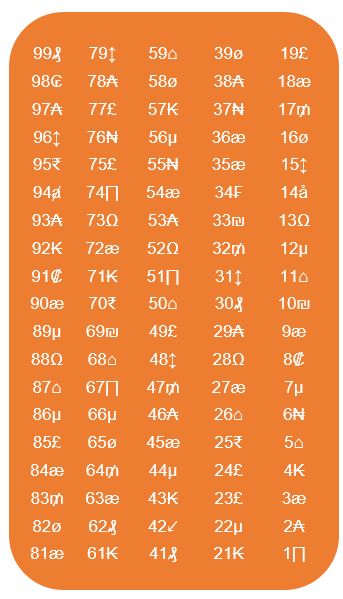 99₰ 79↨ 59⌂ 39ø 19£
98₢ 78₳ 58ø 38₳ 18æ
97₳ 77£ 57₭ 37₦ 17₥
96↨ 76₦ 56µ 36æ 16ø
95₹ 75£ 55₦ 35æ 15↨
94ⱥ 74∏ 54æ 34₣ 14å
93₳ 73Ω 53₳ 33₪ 13Ω
92₭ 72æ 52Ω 32₥ 12µ
91₡ 71₭ 51∏ 31↨ 11⌂
90æ 70₹ 50⌂ 30₰ 10₪
89µ 69₪ 49£ 29₳ 9æ
88Ω 68⌂ 48↨ 28Ω 8₡
87⌂ 67∏ 47₥ 27æ 7µ
86µ 66µ 46₳ 26⌂ 6₦
85£ 65ø 45æ 25₹ 5⌂
84æ 64₥ 44µ 24£ 4₭
83₥ 63æ 43₭ 23£ 3æ
82ø 62₰ 42✓ 22µ 2₳
81æ 61₭ 41₰ 21₭ 1∏